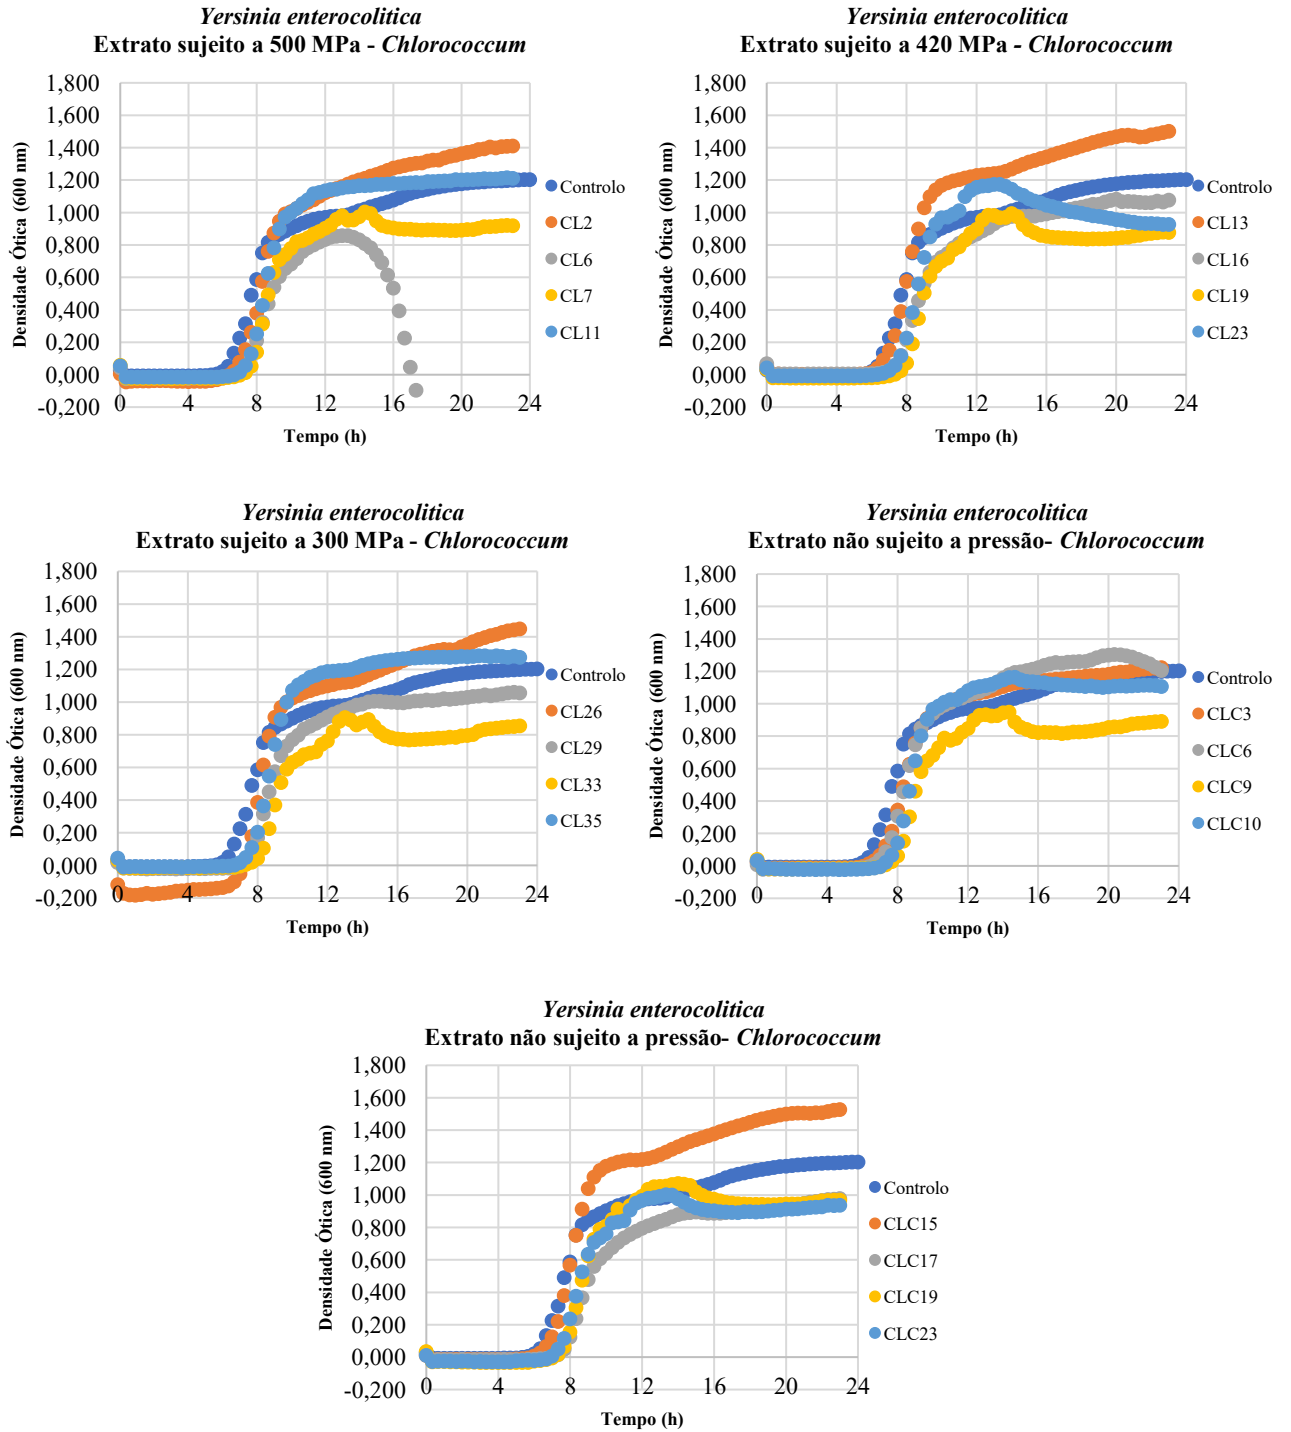 Yersinia enterocolitica
Extrato sujeito a 500 MPa - Chlorococcum
1,800
1,600
1,400
1,200
1,000
0,800
0,600
0,400
0,200
0,000
-0,200
0 4 8 12 16 20 24
Densidade Ótica (600 nm)
Tempo (h)
Controlo
CL2
CL6
CL7
CL11
Yersinia enterocolitica
Extrato sujeito a 420 MPa - Chlorococcum
1,800
1,600
1,400
1,200
1,000
0,800
0,600
0,400
0,200
0,000
-0,200
0 4 8 12 16 20 24
Densidade Ótica (600 nm)
Tempo (h)
Controlo
CL13
CL16
CL19
CL23
Yersinia enterocolitica
Extrato sujeito a 300 MPa - Chlorococcum
1,800
1,600
1,400
1,200
1,000
0,800
0,600
0,400
0,200
0,000
-0,200
0 4 8 12 16 20 24
Densidade Ótica (600 nm)
Tempo (h)
Controlo
CL26
CL29
CL33
CL35
Yersinia enterocolitica
Extrato não sujeito a pressão- Chlorococcum
1,800
1,600
1,400
1,200
1,000
0,800
0,600
0,400
0,200
0,000
-0,200
0 4 8 12 16 20 24
Densidade Ótica (600 nm)
Tempo (h)
Controlo
CLC3
CLC6
CLC9
CLC10
Yersinia enterocolitica
Extrato não sujeito a pressão- Chlorococcum
1,800
1,600
1,400
1,200
1,000
0,800
0,600
0,400
0,200
0,000
-0,200
0 4 8 12 16 20 24
Densidade Ótica (600 nm)
Tempo (h)
Controlo
CLC15
CLC17
CLC19
CLC23